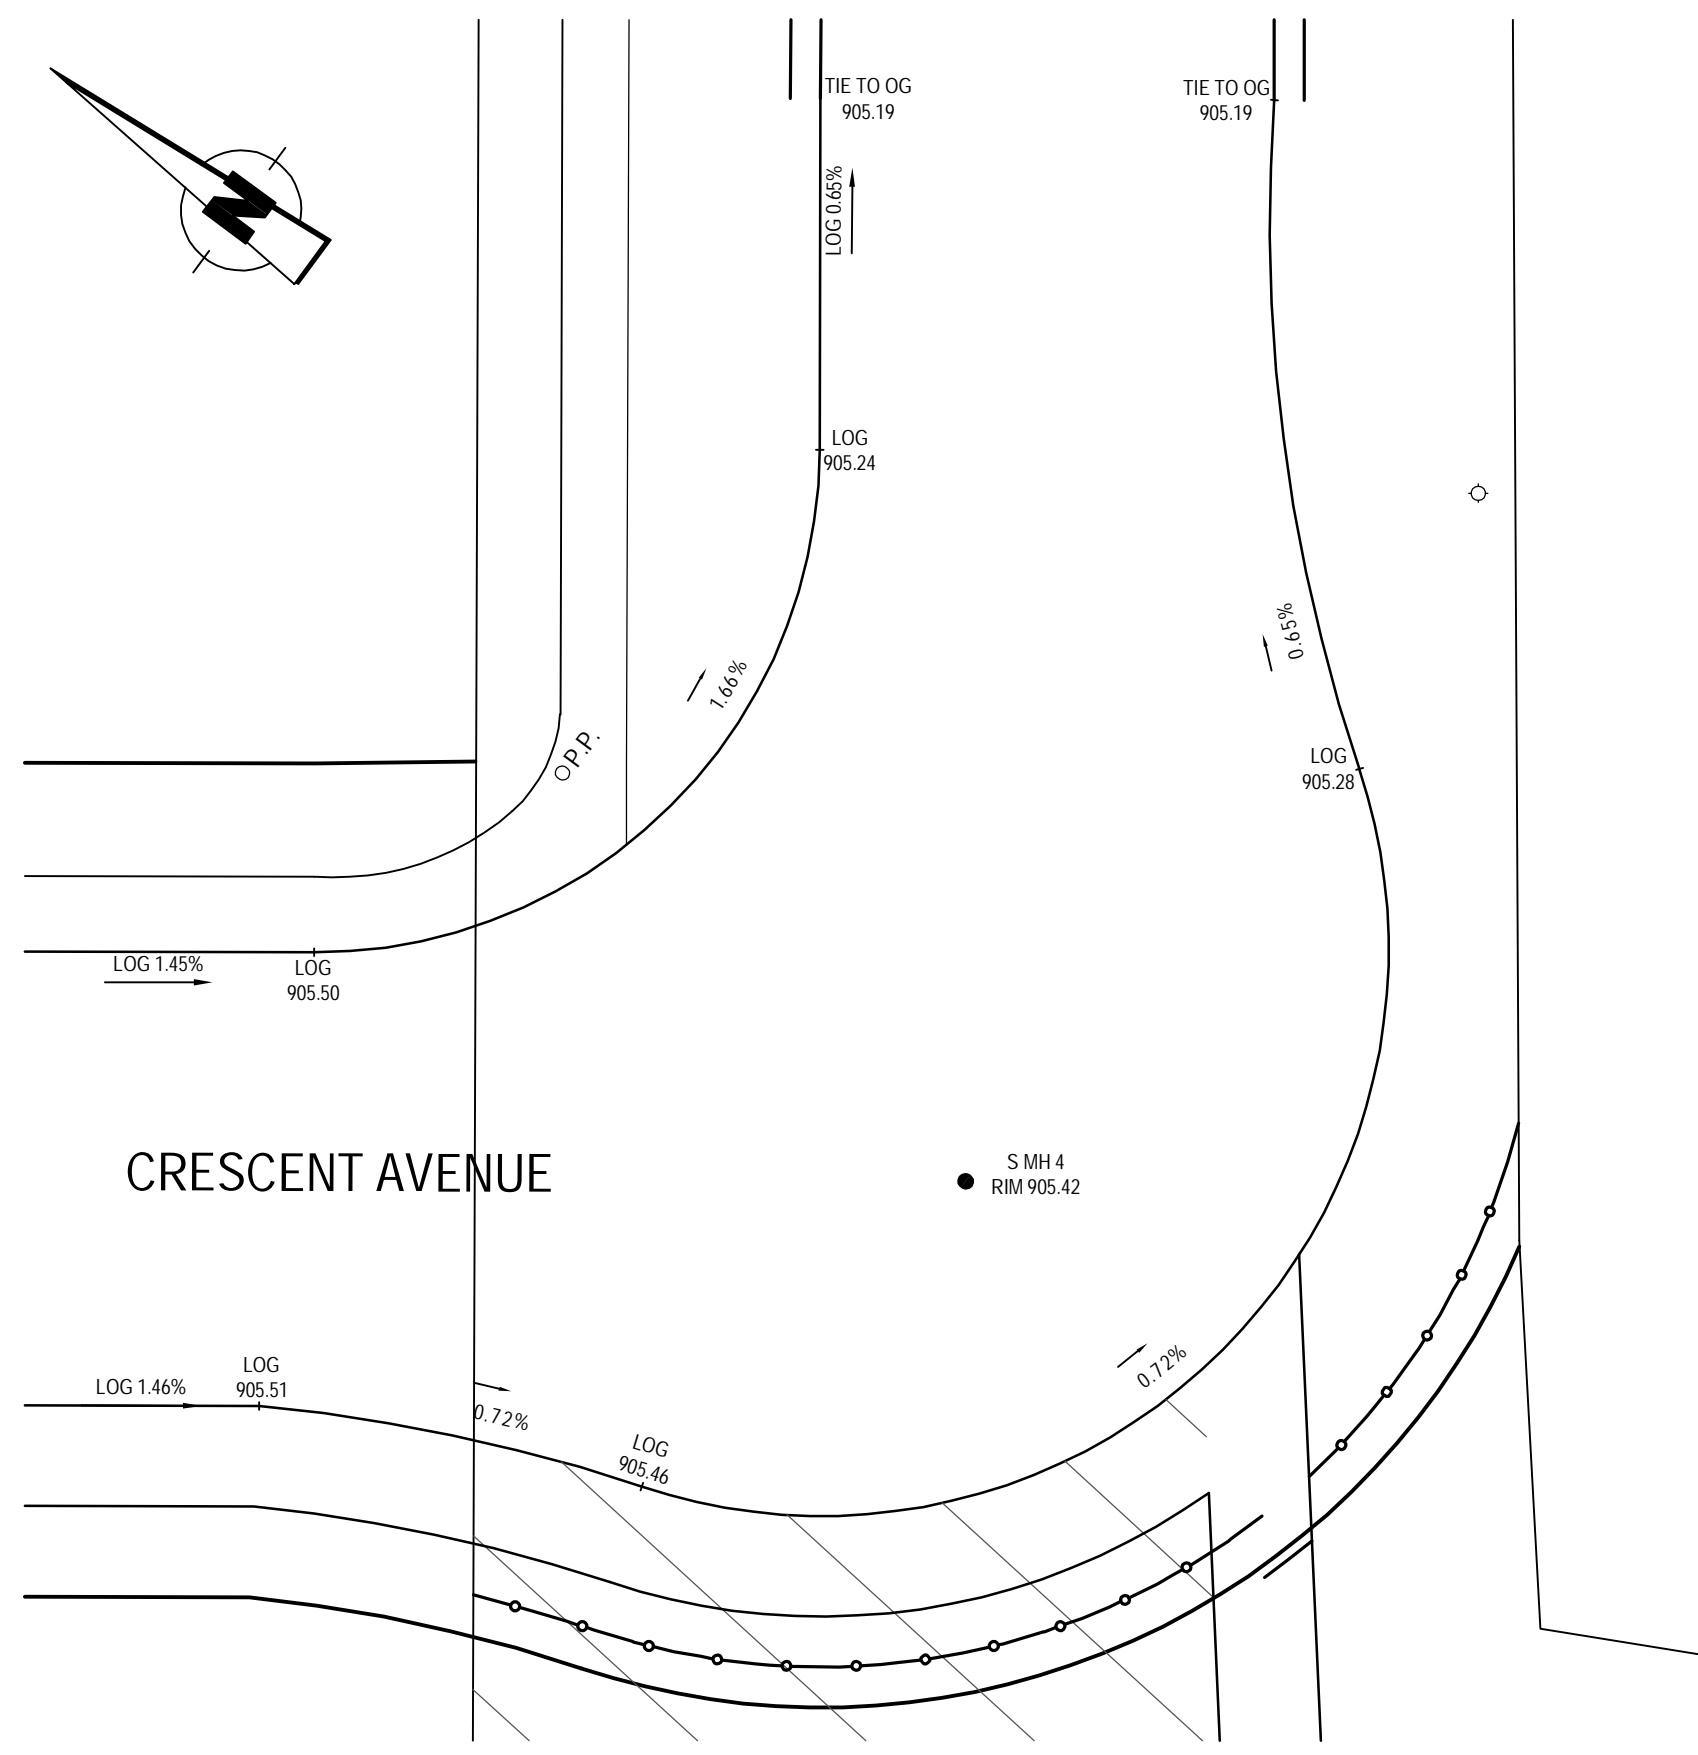 TIE TO OG
905.19
TIE TO OG
905.19
N
LOG 0.65%
LOG
905.24
0.65%
1.66%
P.P.
LOG
905.28
LOG 1.45%
LOG
905.50
CRESCENT AVENUE
S MH 4
RIM 905.42
LOG
905.51
LOG 1.46%
0.72%
0.72%
LOG
905.46